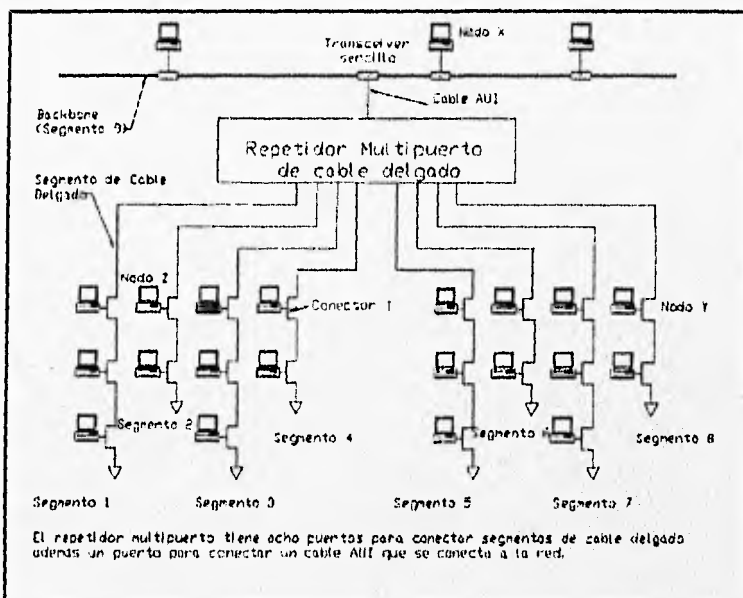 Nodo X
Transceiver
sencillo
Cable AUI
Backbone
(Segmento 0)
Repetidor Multipuerto
de cable delgado
Segmento de Cable
Delgado
Nodo Z
Conector T
Nodo Y
Segmento 2
Segmento 4
Segmento
Segmento 8
Segmento 1
Segmento 3
Segmento 5
Segmento 7
El repetidor multipuerto tiene ocho puertos para conectar segmentos de cable delgado
además un puerto para conectar un cable AUI que se conecta a la red.